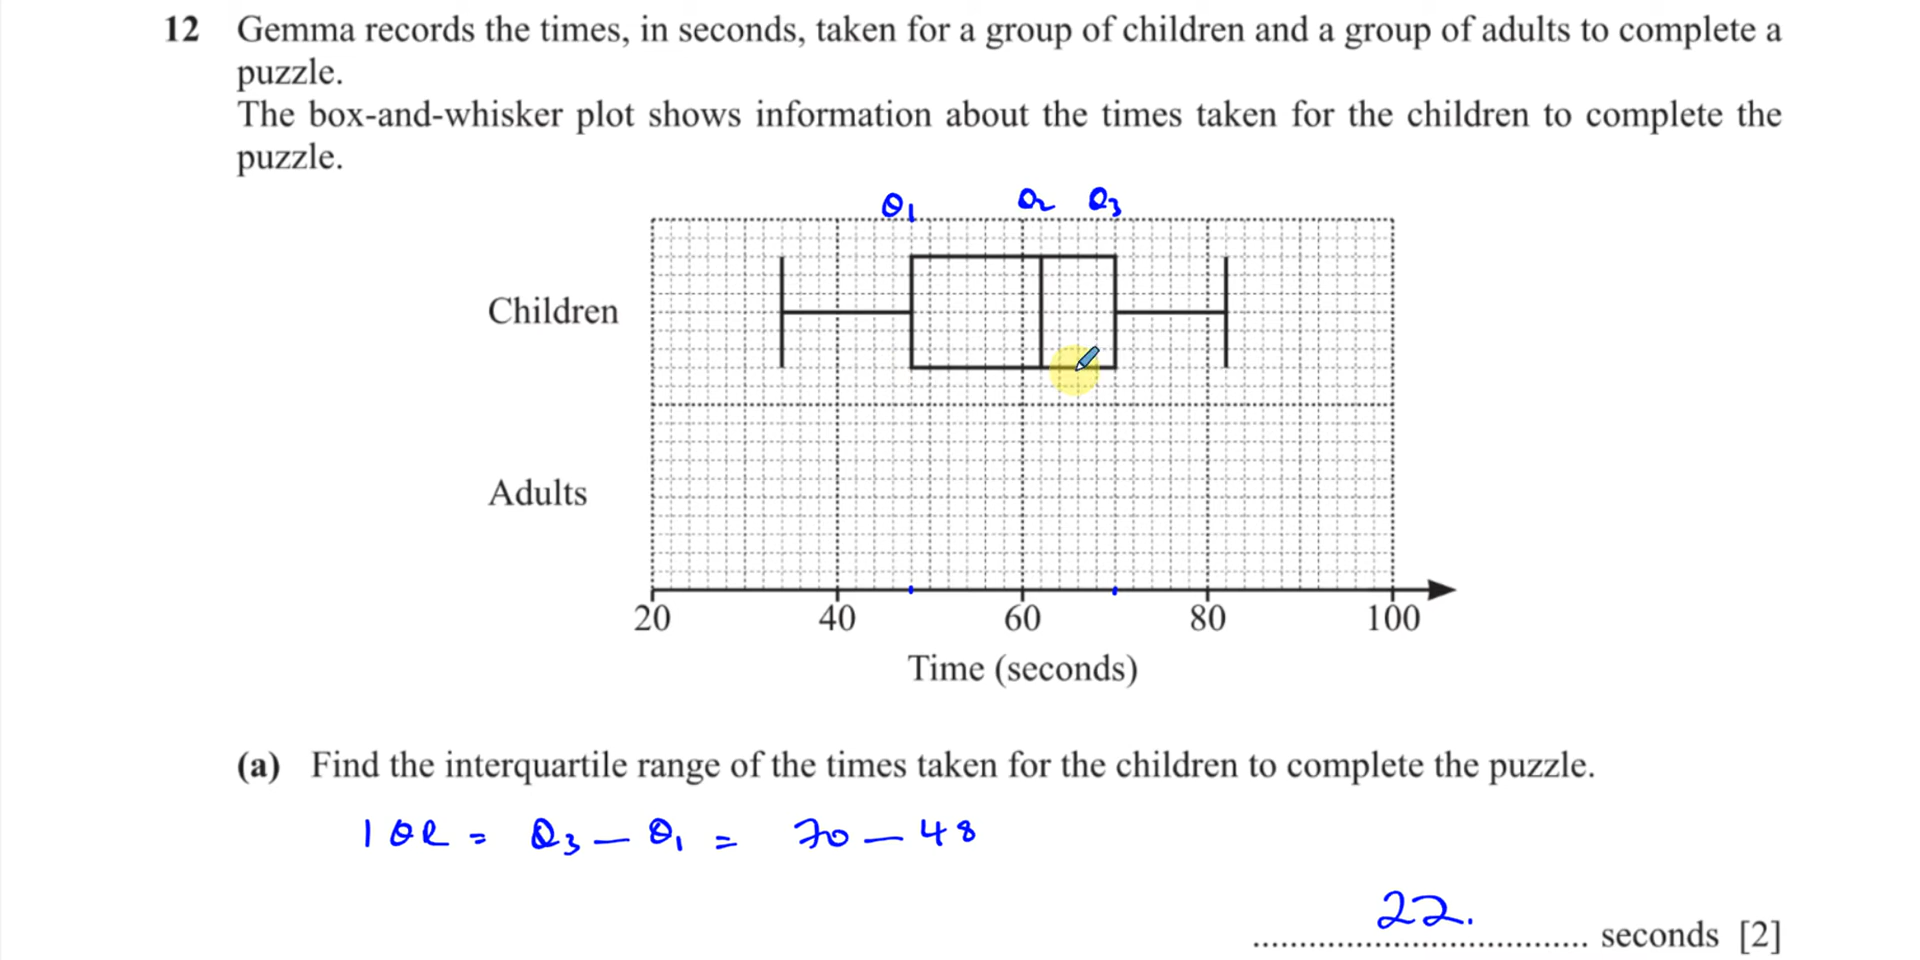 12 Gemma records the times, in seconds, taken for a group of children and a group of adults to complete a
puzzle.
The box-and-whisker plot shows information about the times taken for the children to complete the
puzzle.
Q1 Q2 Q3
Children
Adults
20 40 60 80 100
Time (seconds)
(a) Find the interquartile range of the times taken for the children to complete the puzzle.
IQR = Q3 – Q1 = 70 – 48
22.
.................................... seconds [2]